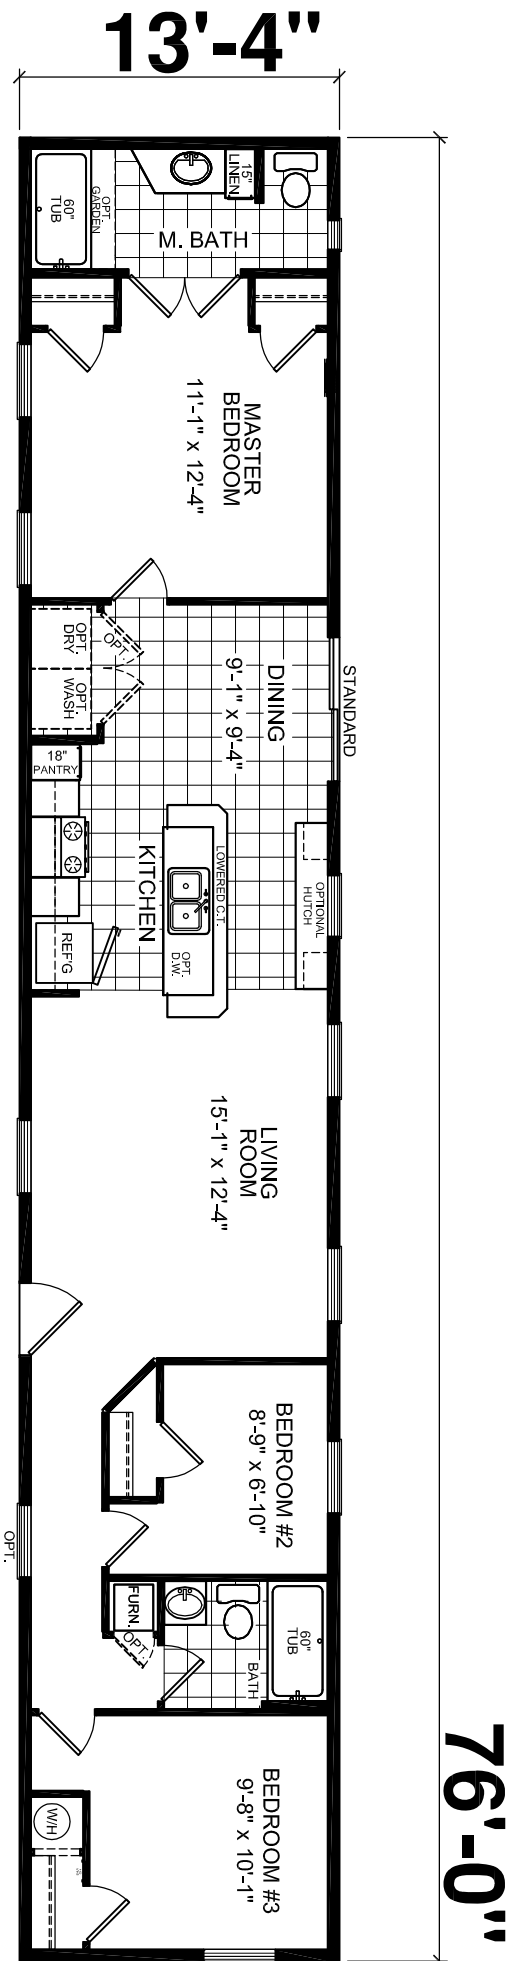 13'-4"
15"
LINEN
60"
TUB
OPT.
GARDEN
M. BATH
MASTER
BEDROOM
11'-1" x 12'-4"
OPT.
DRY
OPT.
OPT.
WASH
DINING
9'-1" x 9'-4"
STANDARD
18"
PANTRY
KITCHEN
LOWERED C.T.
OPTIONAL
HUTCH
OPT.
D.W.
REF'G
LIVING
ROOM
15'-1" x 12'-4"
BEDROOM #2
8'-9" x 6'-10"
OPT.
FURN.
OPT.
60"
TUB
BATH
BEDROOM #3
9'-8" x 10'-1"
W/H
76'-0"